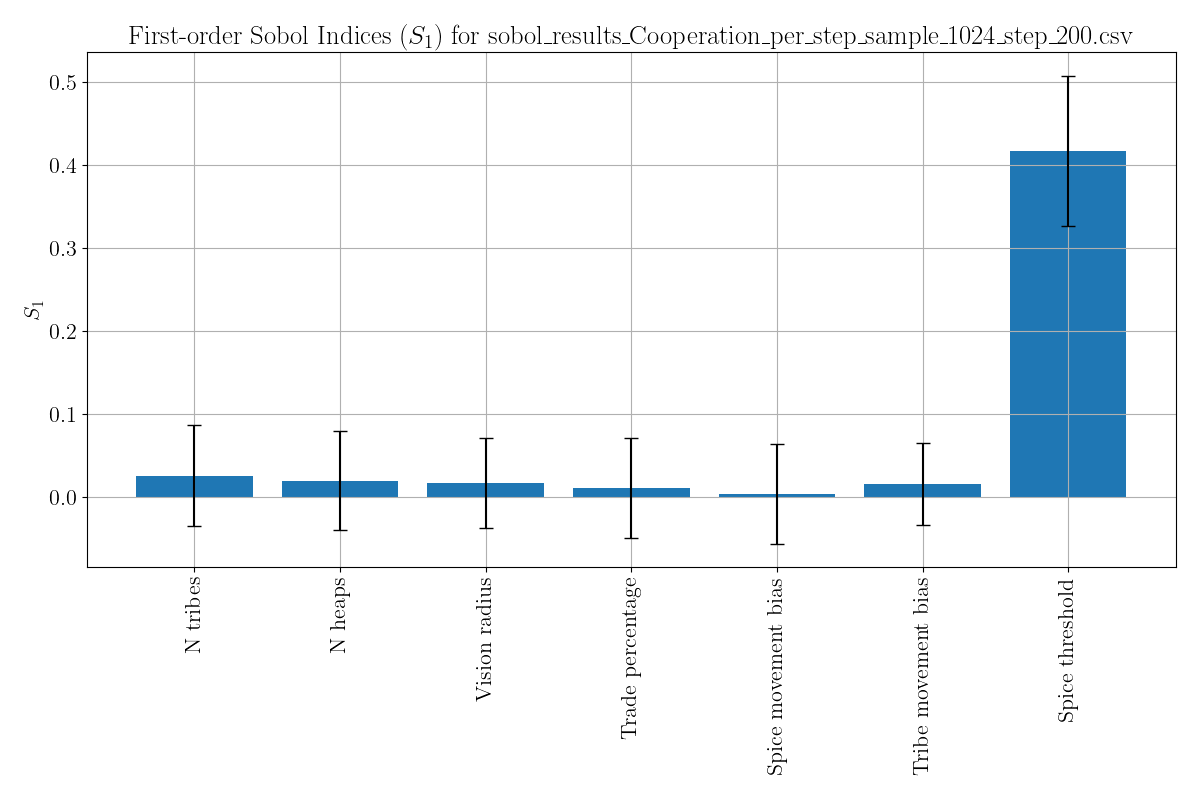 First-order Sobol Indices (S₁) for sobol_results_Cooperation_per_step_sample_1024_step_200.csv
S₁
0.5
0.4
0.3
0.2
0.1
0.0
N tribes
N heaps
Vision radius
Trade percentage
Spice movement bias
Tribe movement bias
Spice threshold